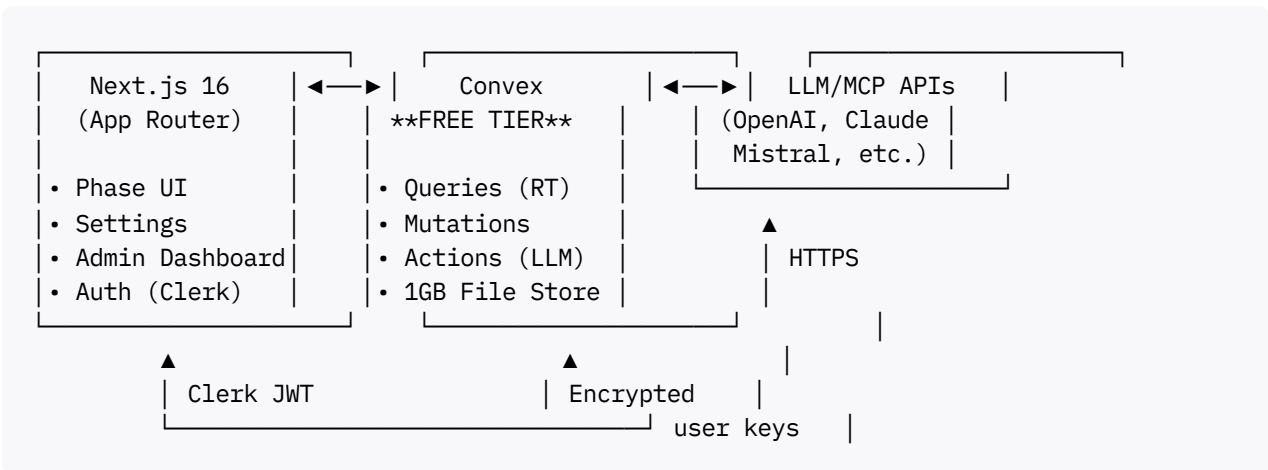 Next.js 16 ◄──► Convex ◄──► LLM/MCP APIs
(App Router) **FREE TIER** (OpenAI, Claude
Mistral, etc.)
• Phase UI • Queries (RT)
• Settings • Mutations
• Admin Dashboard • Actions (LLM) HTTPS
• Auth (Clerk) • 1GB File Store
Clerk JWT Encrypted
user keys